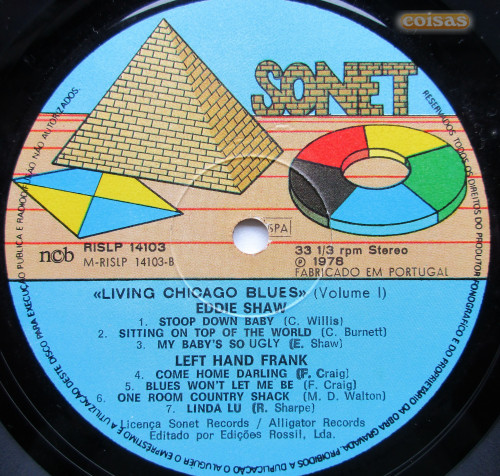 coisas
SONET
ncb
RISLP 14103
M-RISLP 14103-B
SPA
33 1/3 rpm Stereo
℗ 1978
FABRICADO EM PORTUGAL
«LIVING CHICAGO BLUES» (Volume I)
EDDIE SHAW
1. STOOP DOWN BABY (C. Willis)
2. SITTING ON TOP OF THE WORLD (C. Burnett)
3. MY BABY'S SO UGLY (E. Shaw)
LEFT HAND FRANK
4. COME HOME DARLING (F. Craig)
5. BLUES WON'T LET ME BE (F. Craig)
6. ONE ROOM COUNTRY SHACK (M. D. Walton)
7. LINDA LU (R. Sharpe)
Licença Sonet Records / Alligator Records
Editado por Edições Rossil, Lda.
RESERVADOS TODOS OS DIREITOS DO PRODUTOR FONOGRÁFICO E DO PROPRIETÁRIO DA OBRA GRAVADA. PROIBIDOS A DUPLICAÇÃO O ALUGUER O EMPRÉSTIMO E A UTILIZAÇÃO DESTE DISCO PARA EXECUÇÃO PÚBLICA E RADIODIFUSÃO NÃO AUTORIZADOS.